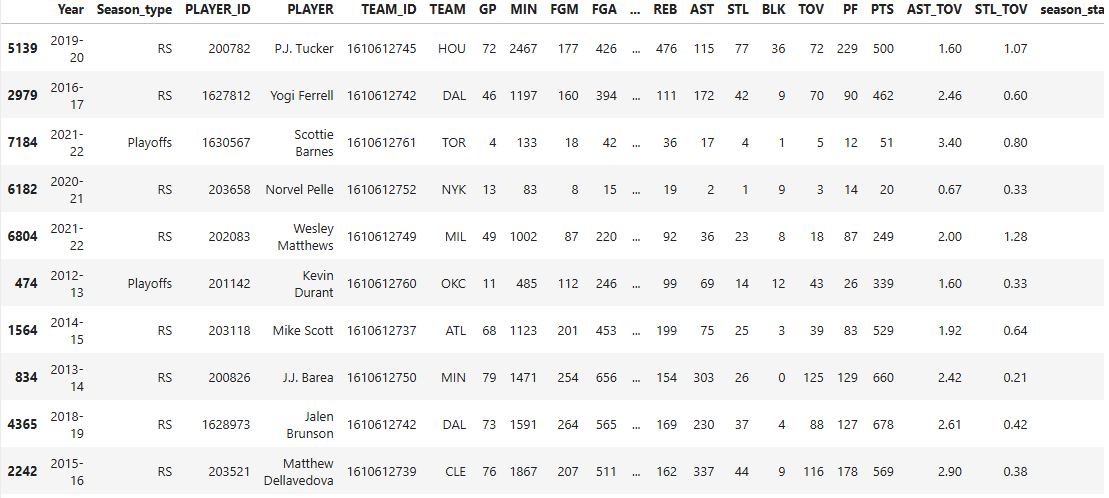 Year Season_type PLAYER_ID PLAYER TEAM_ID TEAM GP MIN FGM FGA ... REB AST STL BLK TOV PF PTS AST_TOV STL_TOV season_sta
5139 2019-20 RS 200782 P.J. Tucker 1610612745 HOU 72 2467 177 426 ... 476 115 77 36 72 229 500 1.60 1.07
2979 2016-17 RS 1627812 Yogi Ferrell 1610612742 DAL 46 1197 160 394 ... 111 172 42 9 70 90 462 2.46 0.60
7184 2021-22 Playoffs 1630567 Scottie Barnes 1610612761 TOR 4 133 18 42 ... 36 17 4 1 5 12 51 3.40 0.80
6182 2020-21 RS 203658 Norvel Pelle 1610612752 NYK 13 83 8 15 ... 19 2 1 9 3 14 20 0.67 0.33
6804 2021-22 RS 202083 Wesley Matthews 1610612749 MIL 49 1002 87 220 ... 92 36 23 8 18 87 249 2.00 1.28
474 2012-13 Playoffs 201142 Kevin Durant 1610612760 OKC 11 485 112 246 ... 99 69 14 12 43 26 339 1.60 0.33
1564 2014-15 RS 203118 Mike Scott 1610612737 ATL 68 1123 201 453 ... 199 75 25 3 39 83 529 1.92 0.64
834 2013-14 RS 200826 J.J. Barea 1610612750 MIN 79 1471 254 656 ... 154 303 26 0 125 129 660 2.42 0.21
4365 2018-19 RS 1628973 Jalen Brunson 1610612742 DAL 73 1591 264 565 ... 169 230 37 4 88 127 678 2.61 0.42
2242 2015-16 RS 203521 Matthew Dellavedova 1610612739 CLE 76 1867 207 511 ... 162 337 44 9 116 178 569 2.90 0.38